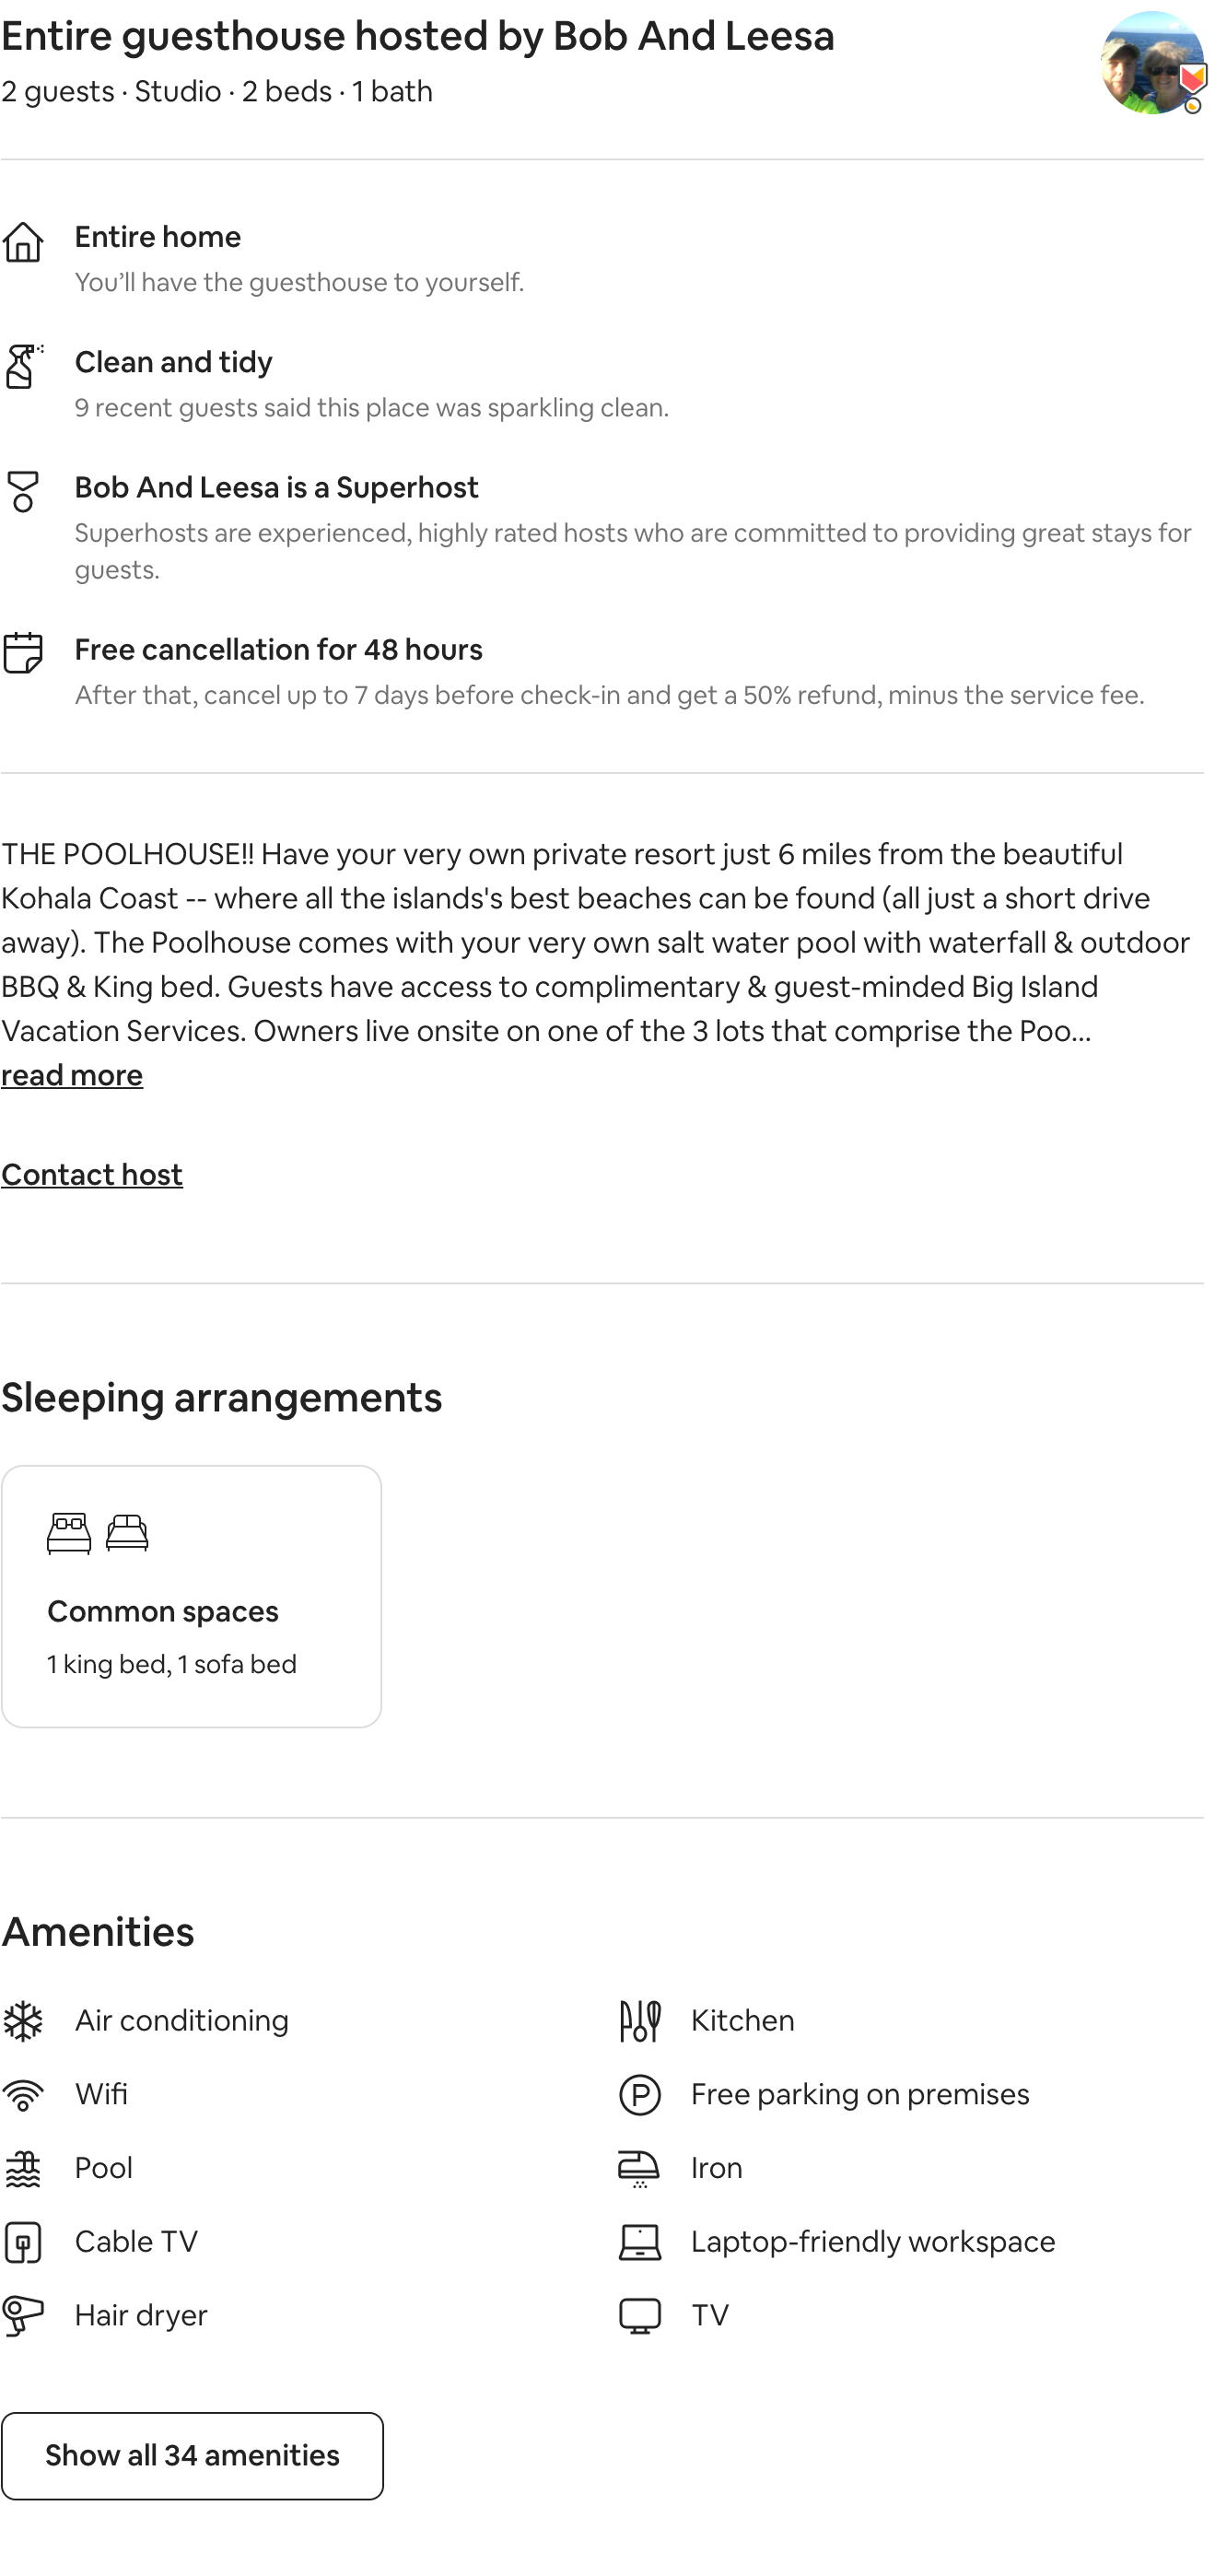 Entire guesthouse hosted by Bob And Leesa
2 guests · Studio · 2 beds · 1 bath
Entire home
You’ll have the guesthouse to yourself.
Clean and tidy
9 recent guests said this place was sparkling clean.
Bob And Leesa is a Superhost
Superhosts are experienced, highly rated hosts who are committed to providing great stays for
guests.
Free cancellation for 48 hours
After that, cancel up to 7 days before check-in and get a 50% refund, minus the service fee.
THE POOLHOUSE!! Have your very own private resort just 6 miles from the beautiful
Kohala Coast -- where all the islands's best beaches can be found (all just a short drive
away). The Poolhouse comes with your very own salt water pool with waterfall & outdoor
BBQ & King bed. Guests have access to complimentary & guest-minded Big Island
Vacation Services. Owners live onsite on one of the 3 lots that comprise the Poo...
read more
Contact host
Sleeping arrangements
Common spaces
1 king bed, 1 sofa bed
Amenities
Air conditioning
Kitchen
Wifi
Free parking on premises
Pool
Iron
Cable TV
Laptop-friendly workspace
Hair dryer
TV
Show all 34 amenities